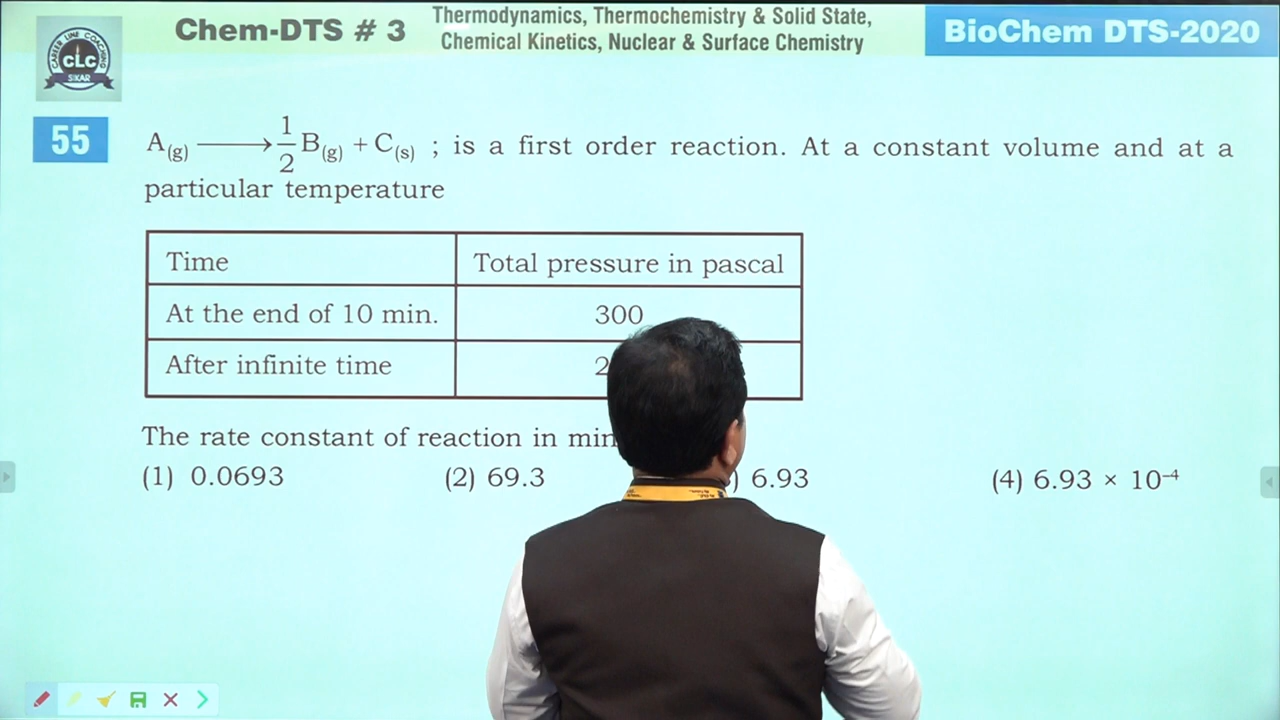 Chem-DTS # 3
Thermodynamics, Thermochemistry & Solid State,
Chemical Kinetics, Nuclear & Surface Chemistry
BioChem DTS-2020
CAREER LINE COACHING
CLC
SIKAR
55
A(g) ⟶ 1/2 B(g) + C(s) ; is a first order reaction. At a constant volume and at a
particular temperature
Time
Total pressure in pascal
At the end of 10 min.
300
After infinite time
2
The rate constant of reaction in min
(1) 0.0693
(2) 69.3
) 6.93
(4) 6.93 × 10⁻⁴